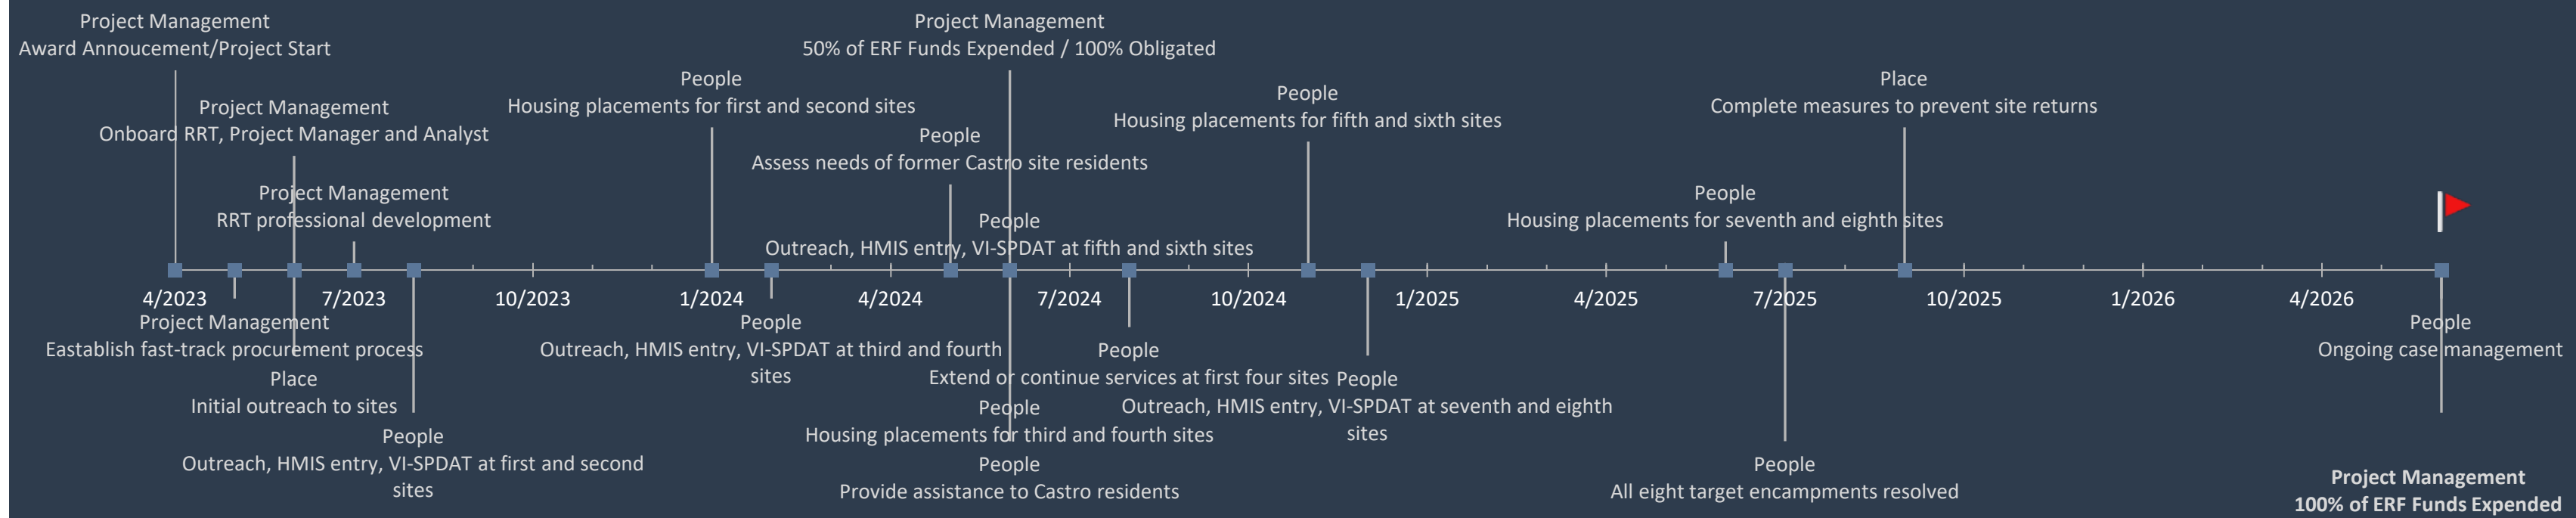 Project Management
Award Annoucement/Project Start
Project Management
50% of ERF Funds Expended / 100% Obligated
People
Housing placements for first and second sites
Place
Complete measures to prevent site returns
People
Housing placements for fifth and sixth sites
Project Management
Onboard RRT, Project Manager and Analyst
People
Assess needs of former Castro site residents
Project Management
RRT professional development
People
Housing placements for seventh and eighth sites
People
Outreach, HMIS entry, VI-SPDAT at fifth and sixth sites
4/2023
7/2023
10/2023
1/2024
4/2024
7/2024
10/2024
1/2025
4/2025
7/2025
10/2025
1/2026
4/2026
Project Management
Eastablish fast-track procurement process
People
Outreach, HMIS entry, VI-SPDAT at third and fourth
sites
People
Ongoing case management
People
Extend or continue services at first four sites
Place
Initial outreach to sites
People
Outreach, HMIS entry, VI-SPDAT at seventh and eighth
sites
People
Housing placements for third and fourth sites
People
Outreach, HMIS entry, VI-SPDAT at first and second
sites
People
Provide assistance to Castro residents
People
All eight target encampments resolved
Project Management
100% of ERF Funds Expended